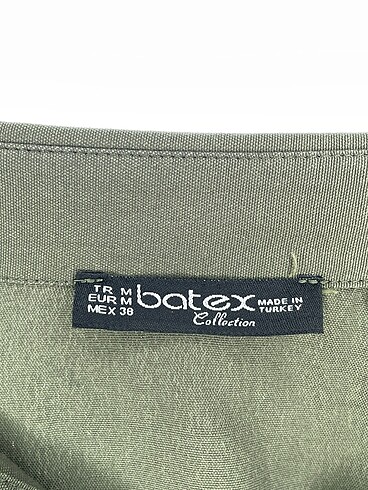 TR M
EUR M
MEX 38
batex
Collection
MADE IN
TURKEY